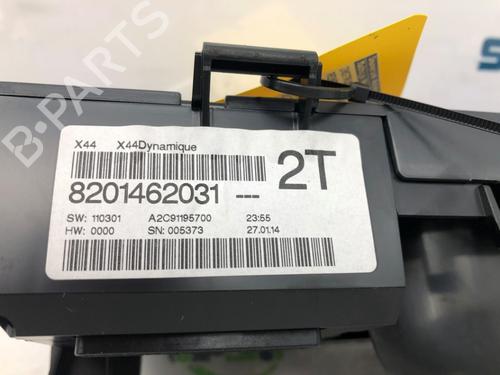 B-PARTS
X44 X44Dynamique
2T
8201462031 ---
SW: 110301 A2C91195700 23:55
HW: 0000 SN: 005373 27.01.14